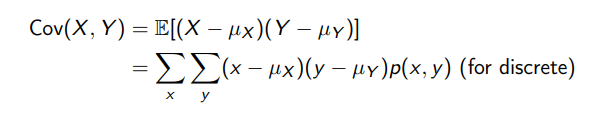 Cov(X, Y) = 𝔼[(X − μ_X)(Y − μ_Y)]
= ∑_x ∑_y (x − μ_X)(y − μ_Y)p(x, y) (for discrete)